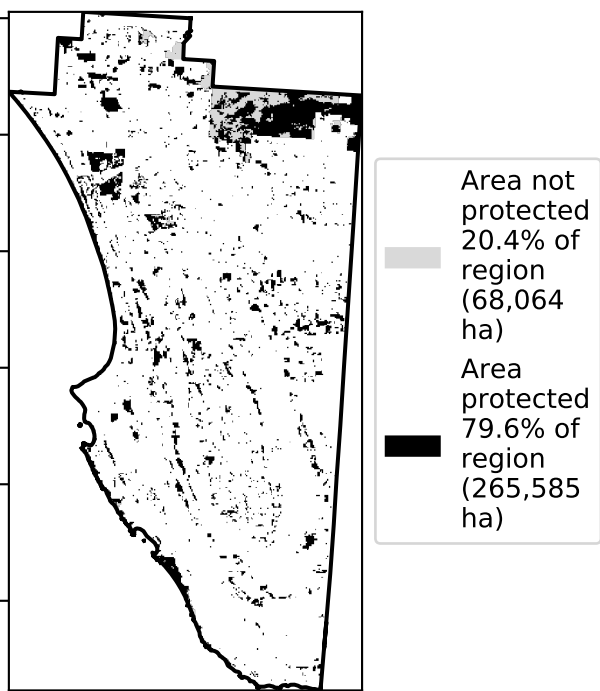 Area not
protected
20.4% of
region
(68,064
ha)
Area
protected
79.6% of
region
(265,585
ha)